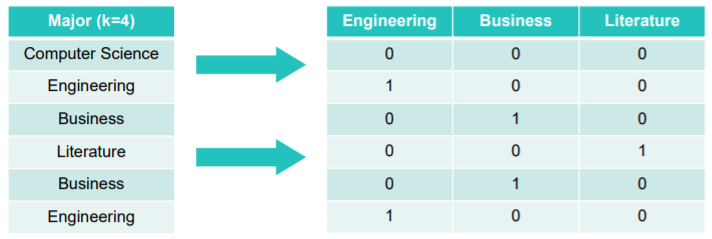 Major (k=4)
Computer Science
Engineering
Business
Literature
Business
Engineering
Engineering Business Literature
0 0 0
1 0 0
0 1 0
0 0 1
0 1 0
1 0 0